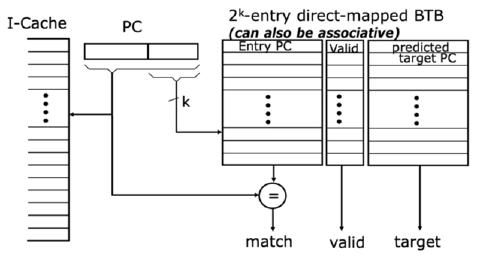 I-Cache
PC
2k-entry direct-mapped BTB
(can also be associative)
Entry PC
Valid
predicted
target PC
k
=
match
valid
target